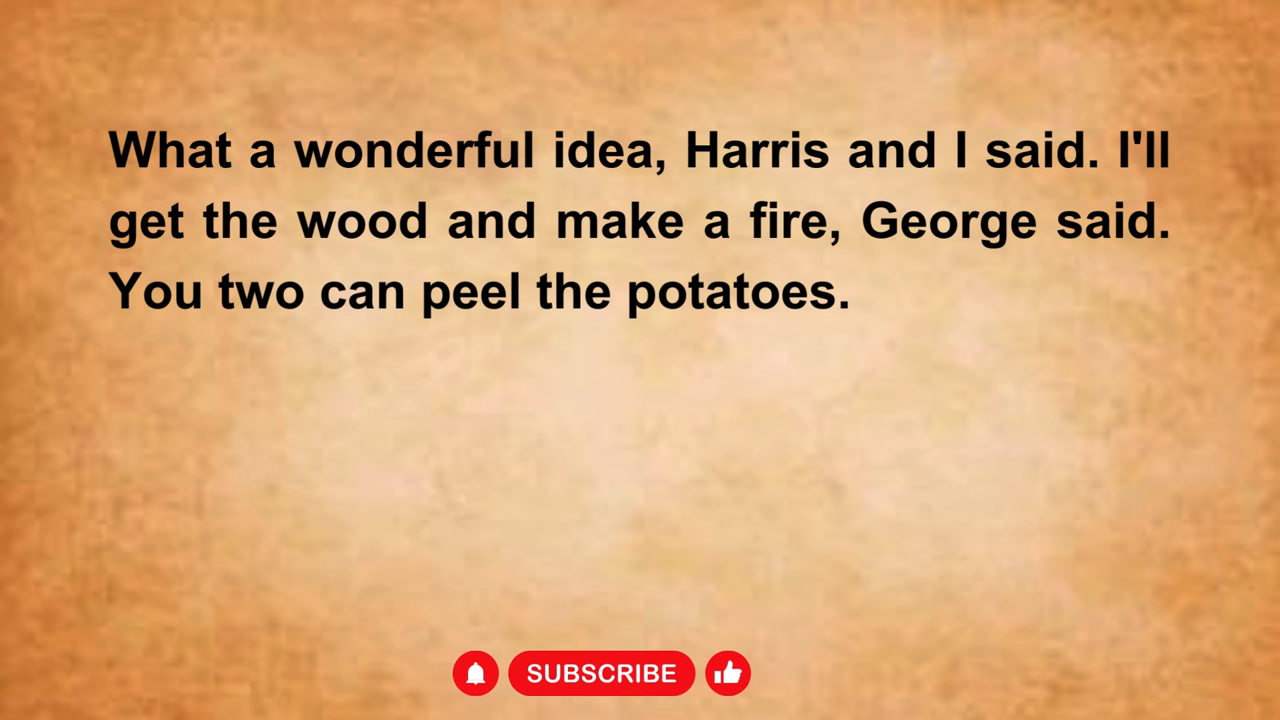 What a wonderful idea, Harris and I said. I'll
get the wood and make a fire, George said.
You two can peel the potatoes.
SUBSCRIBE